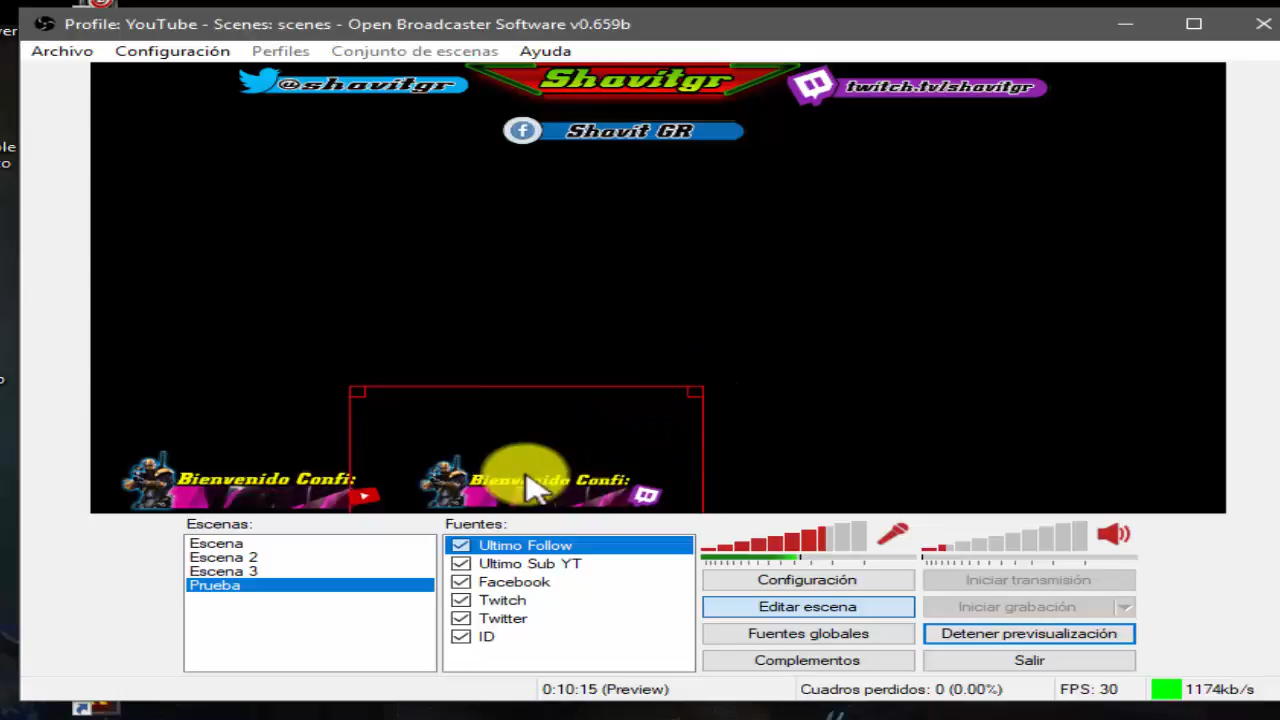 Profile: YouTube - Scenes: scenes - Open Broadcaster Software v0.659b
Archivo Configuración Perfiles Conjunto de escenas Ayuda
@shavitgr Shavitgr twitch.tv/shavitgr
Shavit GR
Bienvenido Confi: Bienvenido Confi:
Escenas: Fuentes:
Escena
Escena 2
Escena 3
Prueba
Ultimo Follow
Ultimo Sub YT
Facebook
Twitch
Twitter
ID
Configuración Iniciar transmisión
Editar escena Iniciar grabación
Fuentes globales Detener previsualización
Complementos Salir
0:10:15 (Preview) Cuadros perdidos: 0 (0.00%) FPS: 30 1174kb/s